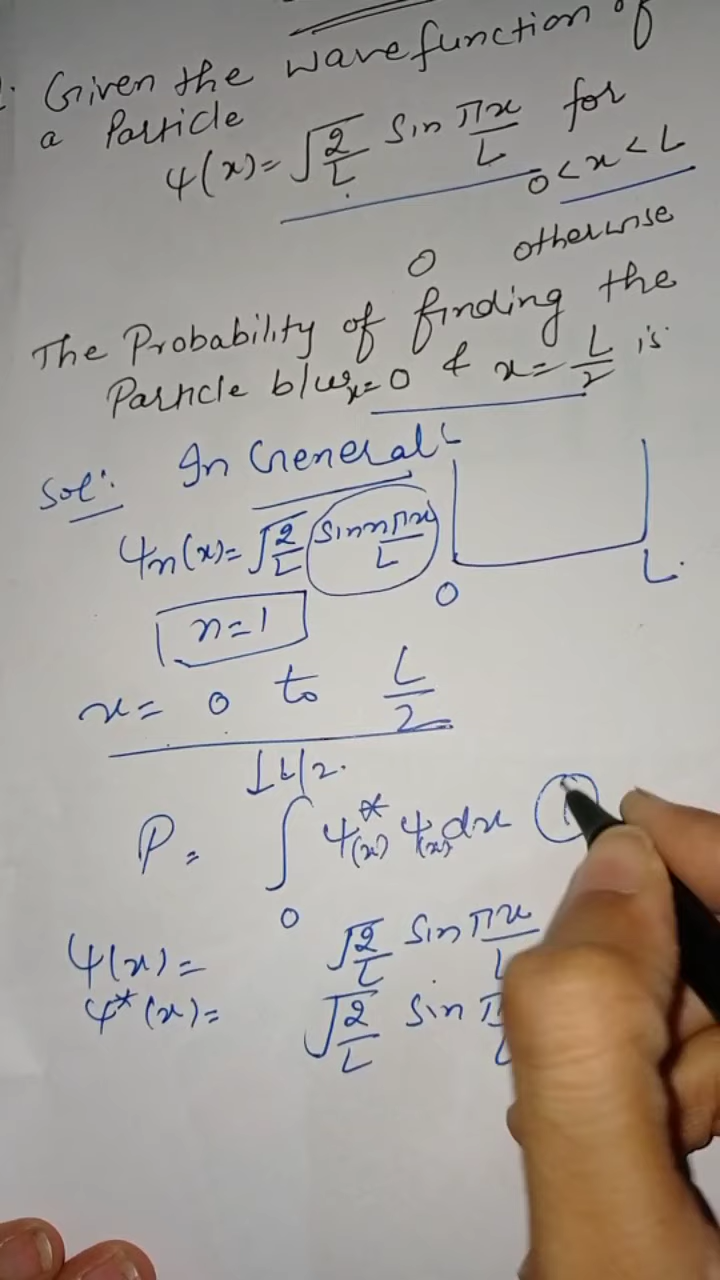 Given the wavefunction of
a Particle
ψ(x) = √2/L Sin πx/L for
0<x<L
0 otherwise
The Probability of finding the
Particle b/w x=0 & x= L/2 is
Sol: In General
ψn(x) = √2/L Sin nπx/L
0 L
n=1
x= 0 to L/2
P = ∫ 0 L/2 ψ*(x) ψ(x) dx ①
ψ(x) = √2/L Sin πx
ψ*(x) = √2/L Sin